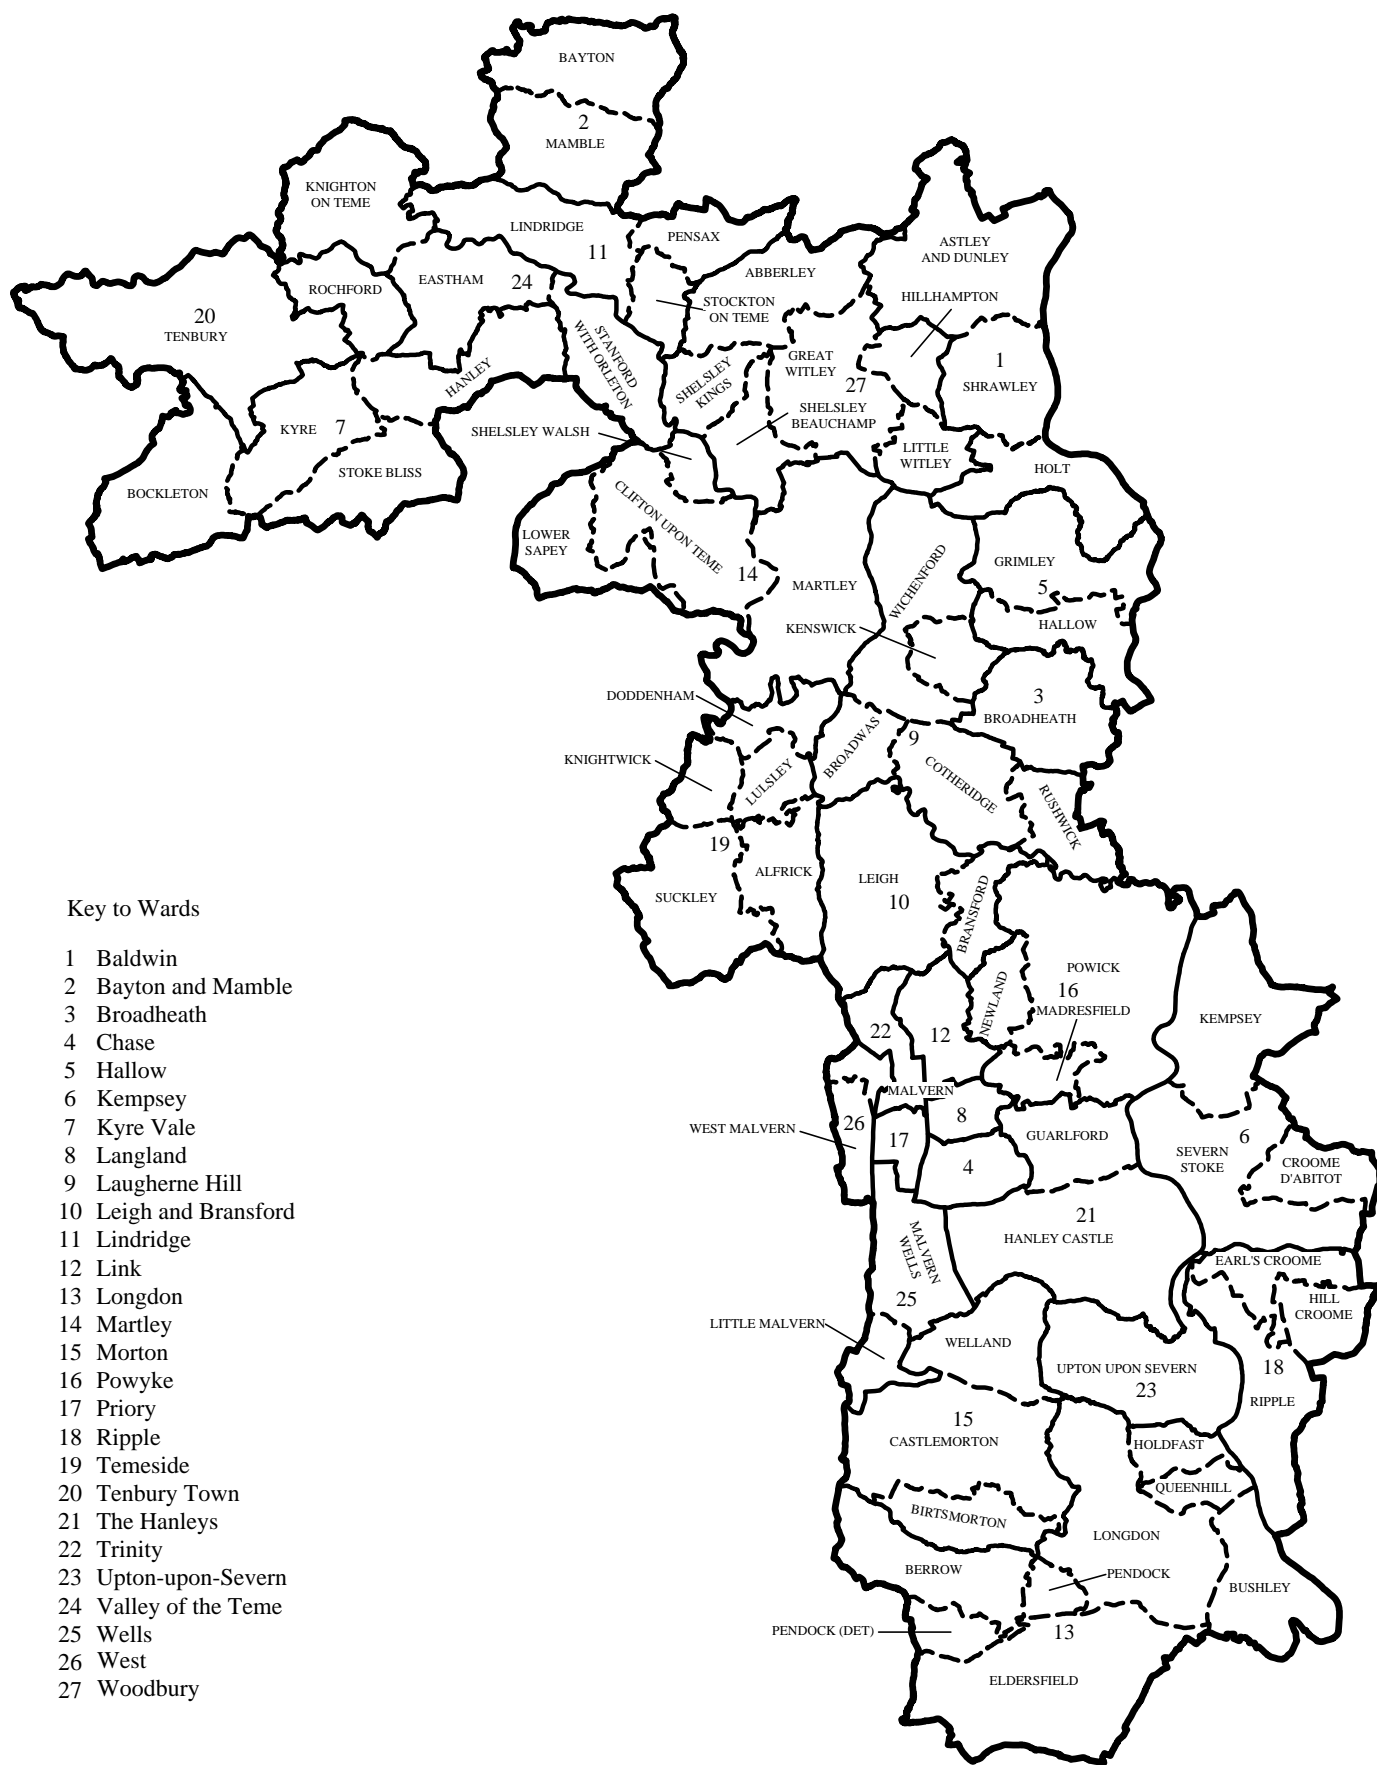 BAYTON
2
MAMBLE
KNIGHTON
ON TEME
LINDRIDGE
11
PENSAX
ASTLEY
AND DUNLEY
ABBERLEY
EASTHAM
24
ROCHFORD
HILLHAMPTON
STOCKTON
ON TEME
20
TENBURY
STANFORD
WITH ORLETON
GREAT
WITLEY
27
1
SHRAWLEY
SHELSLEY
KINGS
HANLEY
SHELSLEY
BEAUCHAMP
KYRE
7
SHELSLEY WALSH
LITTLE
WITLEY
STOKE BLISS
HOLT
BOCKLETON
CLIFTON UPON TEME
LOWER
SAPEY
14
MARTLEY
WICHENFORD
GRIMLEY
5
HALLOW
KENSWICK
DODDENHAM
3
BROADHEATH
BROADWAS
9
KNIGHTWICK
LULSLEY
COTHERIDGE
RUSHWICK
19
ALFRICK
LEIGH
10
SUCKLEY
BRANSFORD
Key to Wards
1 Baldwin
2 Bayton and Mamble
3 Broadheath
4 Chase
5 Hallow
6 Kempsey
7 Kyre Vale
8 Langland
9 Laugherne Hill
10 Leigh and Bransford
11 Lindridge
12 Link
13 Longdon
14 Martley
15 Morton
16 Powyke
17 Priory
18 Ripple
19 Temeside
20 Tenbury Town
21 The Hanleys
22 Trinity
23 Upton-upon-Severn
24 Valley of the Teme
25 Wells
26 West
27 Woodbury
POWICK
16
NEWLAND
MADRESFIELD
KEMPSEY
22
12
MALVERN
8
26
WEST MALVERN
17
GUARLFORD
6
SEVERN
STOKE
4
CROOME
D'ABITOT
21
HANLEY CASTLE
MALVERN
WELLS
EARL'S CROOME
25
HILL
CROOME
LITTLE MALVERN
WELLAND
UPTON UPON SEVERN
23
18
RIPPLE
15
CASTLEMORTON
HOLDFAST
QUEENHILL
BIRTSMORTON
LONGDON
BERROW
PENDOCK
BUSHLEY
PENDOCK (DET)
13
ELDERSFIELD